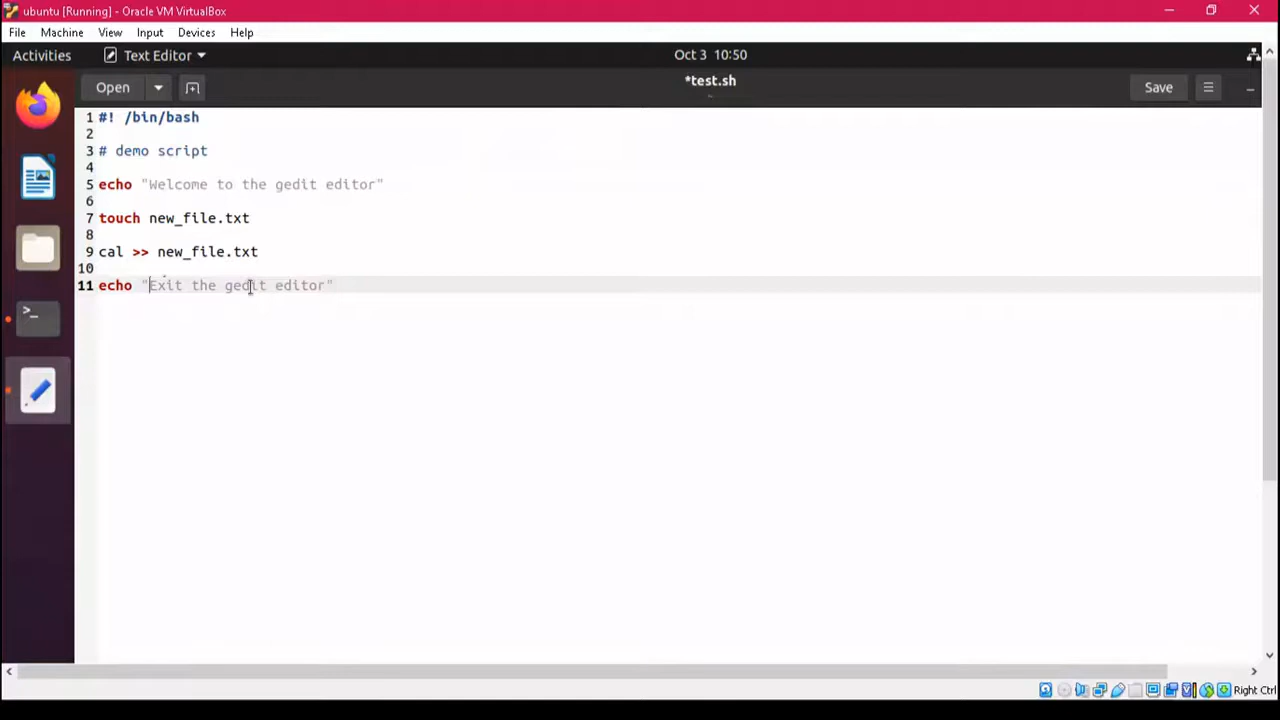 ubuntu [Running] - Oracle VM VirtualBox
File Machine View Input Devices Help
Activities Text Editor Oct 3 10:50
Open *test.sh Save
1 #! /bin/bash
2
3 # demo script
4
5 echo "Welcome to the gedit editor"
6
7 touch new_file.txt
8
9 cal >> new_file.txt
10
11 echo "Exit the gedit editor"
Right Ctrl